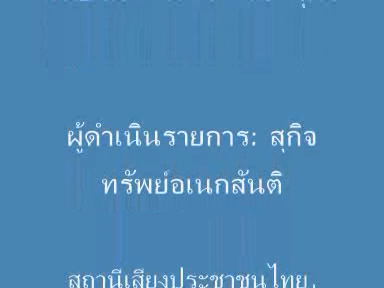 ผู้ดำเนินรายการ: สุกิจ
ทรัพย์อเนกสันติ
สถานีเสียงประชาชนไทย.